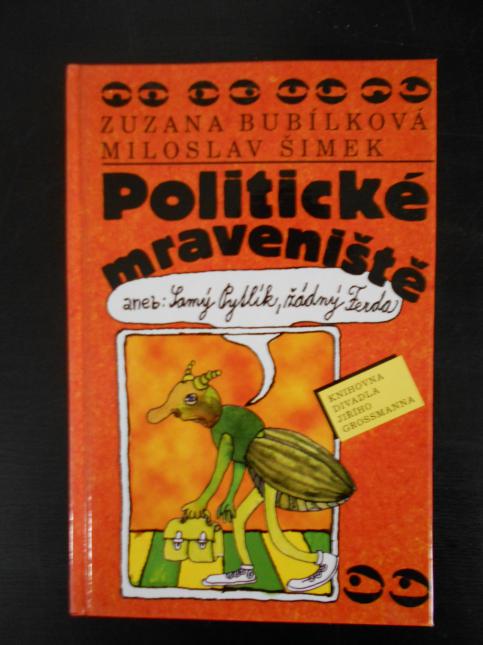 ZUZANA BUBÍLKOVÁ
MILOSLAV ŠIMEK
Politické
mraveniště
aneb: Samý Pytlík, žádný Ferda
KNIHOVNA
DIVADLA
JIŘÍHO
GROSSMANNA